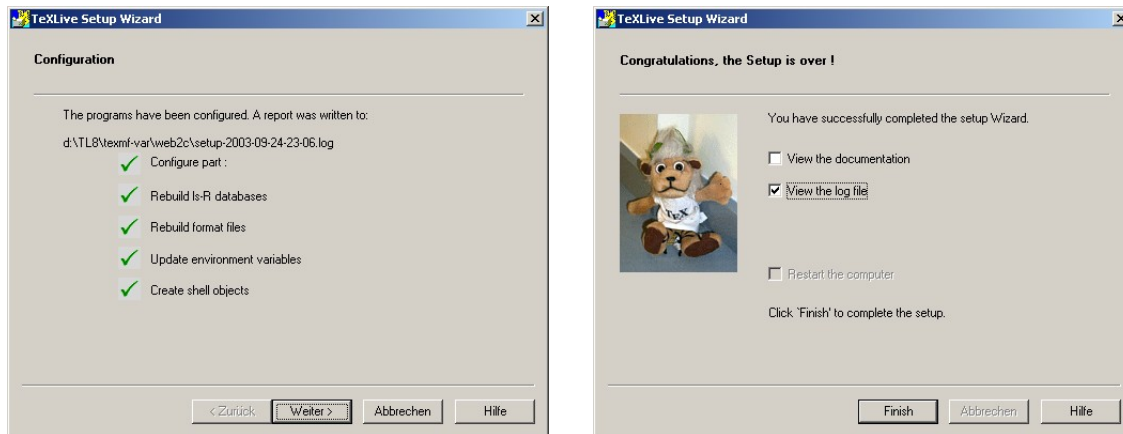 TeXLive Setup Wizard
Configuration
The programs have been configured. A report was written to:
d:\TL8\texmf-var\web2c\setup-2003-09-24-23-06.log
Configure part :
Rebuild ls-R databases
Rebuild format files
Update environment variables
Create shell objects
< Zurück Weiter > Abbrechen Hilfe
TeXLive Setup Wizard
Congratulations, the Setup is over !
You have successfully completed the setup Wizard.
View the documentation
View the log file
TEX
Restart the computer
Click 'Finish' to complete the setup.
Finish Abbrechen Hilfe